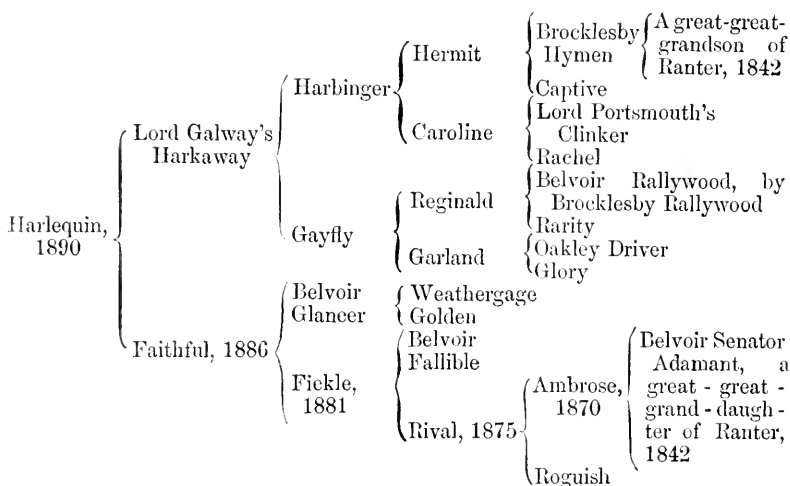 Harlequin,
1890
Lord Galway's
Harkaway
Faithful, 1886
Harbinger
Gayfly
Belvoir
Glancer
Fickle,
1881
Hermit
Caroline
Reginald
Garland
Weathergage
Golden
Belvoir
Fallible
Rival, 1875
Brocklesby
Hymen
Captive
Lord Portsmouth's
Clinker
Rachel
Belvoir Rallywood, by
Brocklesby Rallywood
Rarity
Oakley Driver
Glory
Ambrose,
1870
Roguish
A great-great-
grandson of
Ranter, 1842
Belvoir Senator
Adamant, a
great - great -
grand - daugh -
ter of Ranter,
1842